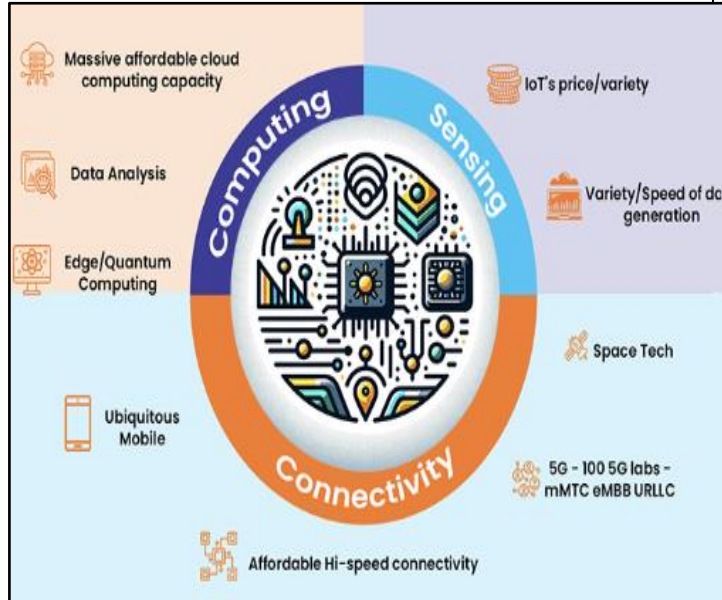 Massive affordable cloud
computing capacity
Data Analysis
Edge/Quantum
Computing
Computing
Sensing
IoT's price/variety
Variety/Speed of da
generation
Connectivity
Ubiquitous
Mobile
Space Tech
5G - 100 5G labs -
mMTC eMBB URLLC
Affordable Hi-speed connectivity